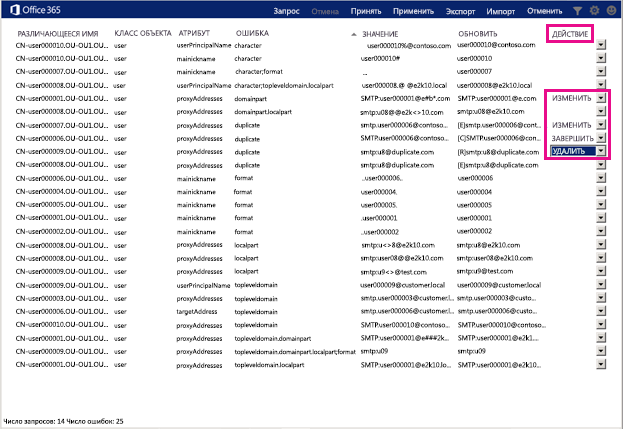 Office 365 Запрос Отмена Принять Применить Экспорт Импорт Отменить
РАЗЛИЧАЮЩЕЕСЯ ИМЯ КЛАСС ОБЪЕКТА АТРИБУТ ОШИБКА ЗНАЧЕНИЕ ОБНОВИТЬ ДЕЙСТВИЕ
CN-user000010.OU-OU1.OU... user userPrincipalName character user000010%@contoso.com user000010@contoso.com
CN-user000010.OU-OU1.OU... user mainickname character user000010# user000010
CN-user000007.OU-OU1.OU... user mainickname character;format ... user000007
CN-user000008.OU-OU1.OU... user userPrincipalName character;topleveldomain.localpart user000008.@ @e2k10.com user000008@e2k10.com
CN-user000001.OU-OU1.OU... user proxyAddresses domainpart SMTP.user000001@e#b*.com SMTP.user000001@e.com ИЗМЕНИТЬ
CN-user000008.OU-OU1.OU... user proxyAddresses domainpart;localpart smtp:u08@@e2k<>10.com smtp:u08@e2k10.com
CN-user000007.OU-OU1.OU... user proxyAddresses duplicate smtp:user000006@contoso... [E]smtp.user000006@cont... ИЗМЕНИТЬ
CN-user000006.OU-OU1.OU... user proxyAddresses duplicate SMTP.user000006@contoso... [C]SMTP.user000006@cont... ЗАВЕРШИТЬ
CN-user000009.OU-OU1.OU... user proxyAddresses duplicate smtp:u8@duplicate.com [R]smtp:u8@duplicate.com УДАЛИТЬ
CN-user000008.OU-OU1.OU... user proxyAddresses duplicate smtp:u8@duplicate.com [E]smtp:u8@duplicate.com
CN-user000006.OU-OU1.OU... user mainickname format ..user000006.. user000006
CN-user000004.OU-OU1.OU... user mainickname format user000004. user000004
CN-user000005.OU-OU1.OU... user mainickname format user000005. user000005
CN-user000001.OU-OU1.OU... user mainickname format .user000001 user000001
CN-user000002.OU-OU1.OU... user mainickname format ..user000002 user000002
CN-user000008.OU-OU1.OU... user proxyAddresses localpart smtp:u<>8@e2k10.com smtp:u8@e2k10.com
CN-user000008.OU-OU1.OU... user proxyAddresses localpart smtp:user08@@e2k10.com smtp:user08@e2k10.com
CN-user000009.OU-OU1.OU... user proxyAddresses localpart smtp:u9<>@test.com smtp:u9@test.com
CN-user000009.OU-OU1.OU... user userPrincipalName topleveldomain user000009@customer.local user000009@customer.local
CN-user000003.OU-OU1.OU... user proxyAddresses topleveldomain smtp.user000003@customer.l... smtp.user000003@custo...
CN-user000006.OU-OU1.OU... user targetAddress topleveldomain smtp.user000006@customer.l... smtp.user000006@custo...
CN-user000010.OU-OU1.OU... user proxyAddresses topleveldomain SMTP:user000010@contoso... SMTP:user000010@contos...
CN-user000001.OU-OU1.OU... user proxyAddresses topleveldomain.domainpart SMTP:user000001@e###2k... SMTP.user000001@e2k10...
CN-user000009.OU-OU1.OU... user proxyAddresses topleveldomain.domainpart.localpart;format smtp:u09 smtp:u09
CN-user000001.OU-OU1.OU... user proxyAddresses topleveldomain.localpart SMTP.user000001@e2k10.l... SMTP:user000001@e2k10...
Число запросов: 14 Число ошибок: 25